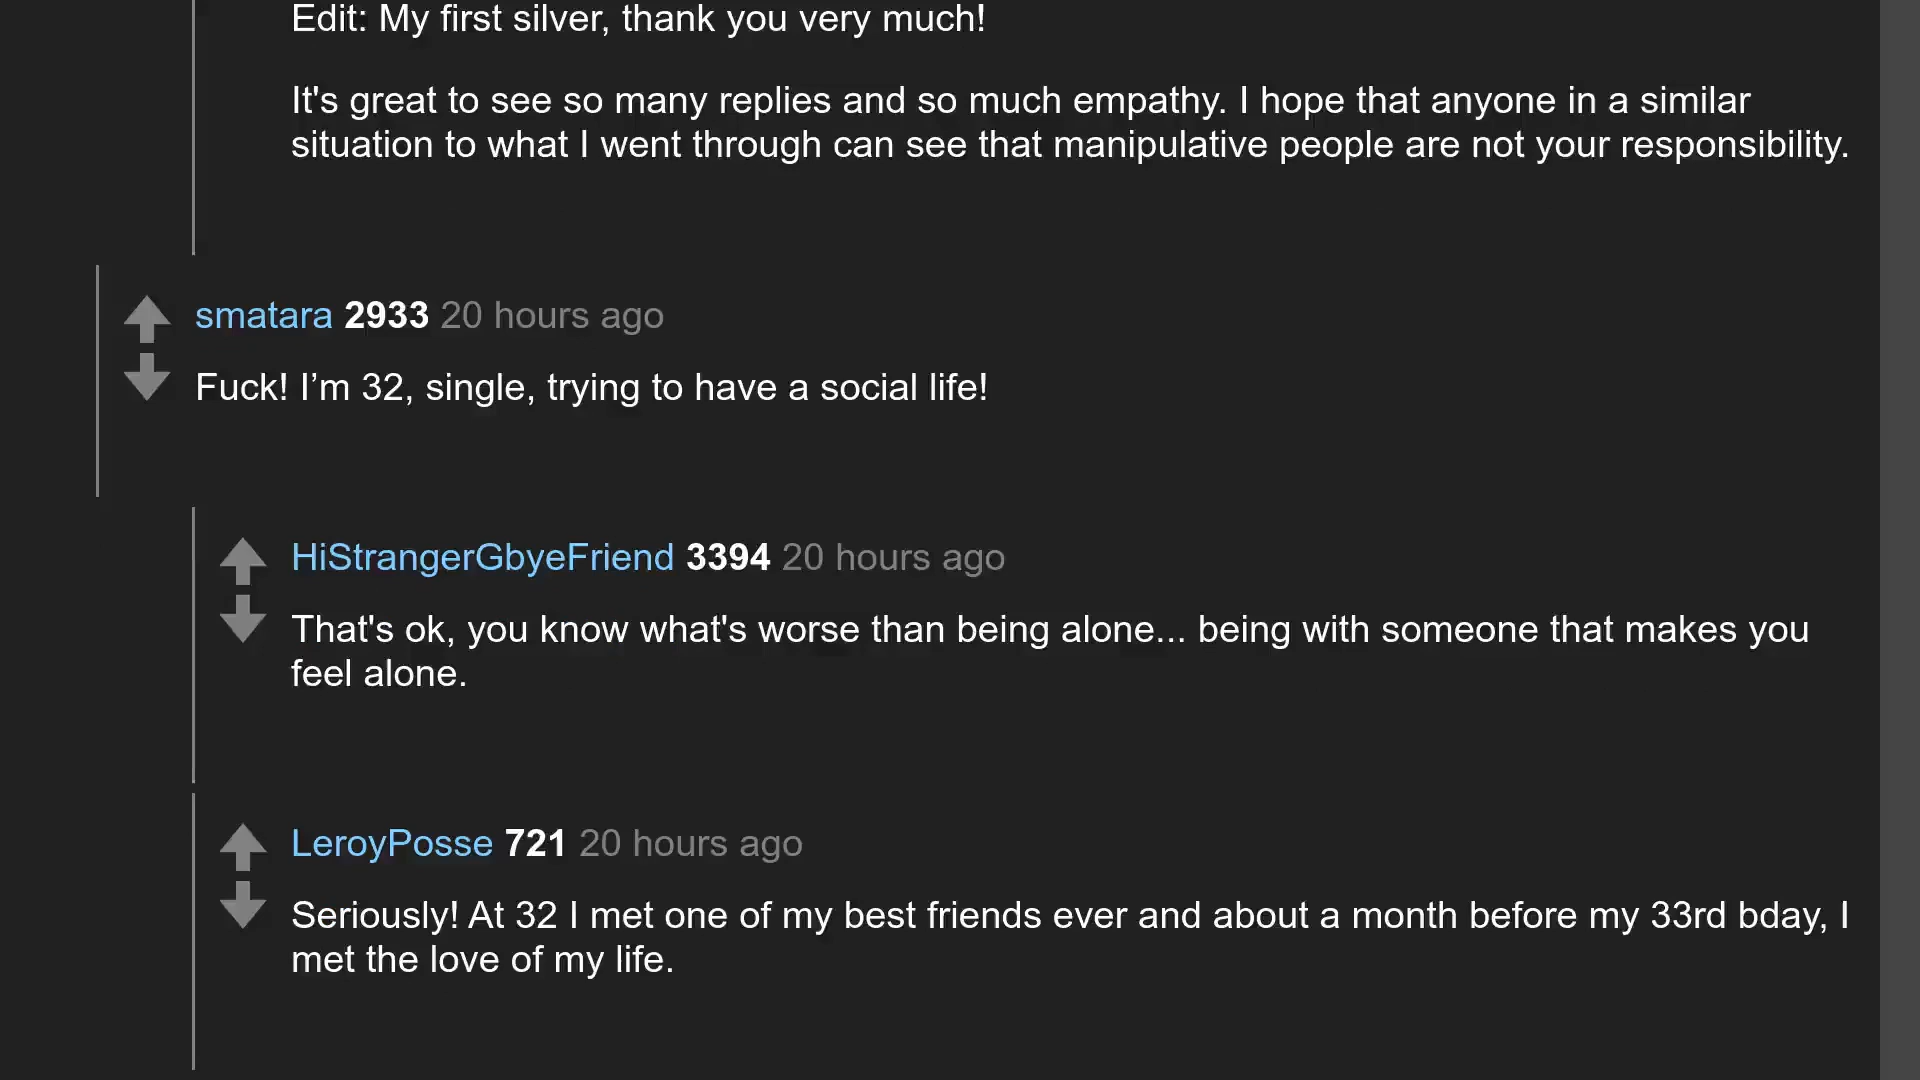 Edit: My first silver, thank you very much!
It's great to see so many replies and so much empathy. I hope that anyone in a similar
situation to what I went through can see that manipulative people are not your responsibility.
smatara 2933 20 hours ago
Fuck! I’m 32, single, trying to have a social life!
HiStrangerGbyeFriend 3394 20 hours ago
That's ok, you know what's worse than being alone... being with someone that makes you
feel alone.
LeroyPosse 721 20 hours ago
Seriously! At 32 I met one of my best friends ever and about a month before my 33rd bday, I
met the love of my life.